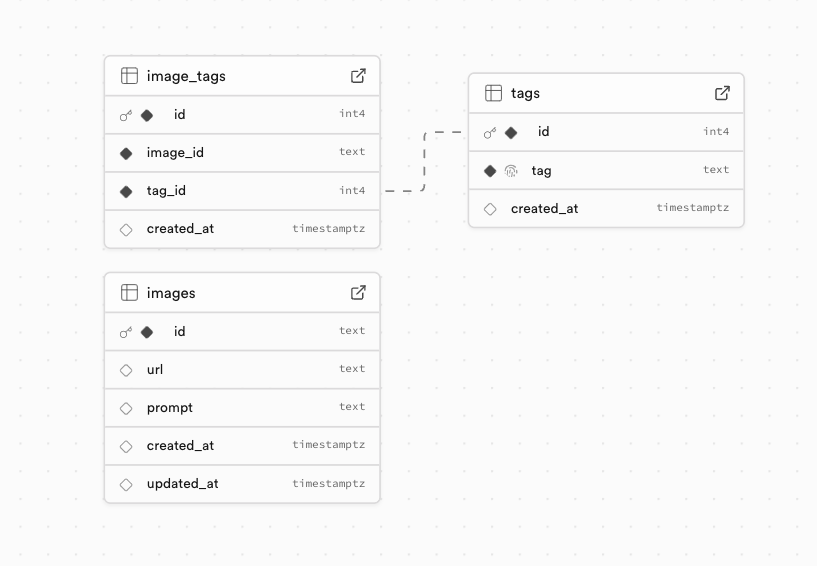 image_tags
id int4
image_id text
tag_id int4
created_at timestamptz
tags
id int4
tag text
created_at timestamptz
images
id text
url text
prompt text
created_at timestamptz
updated_at timestamptz